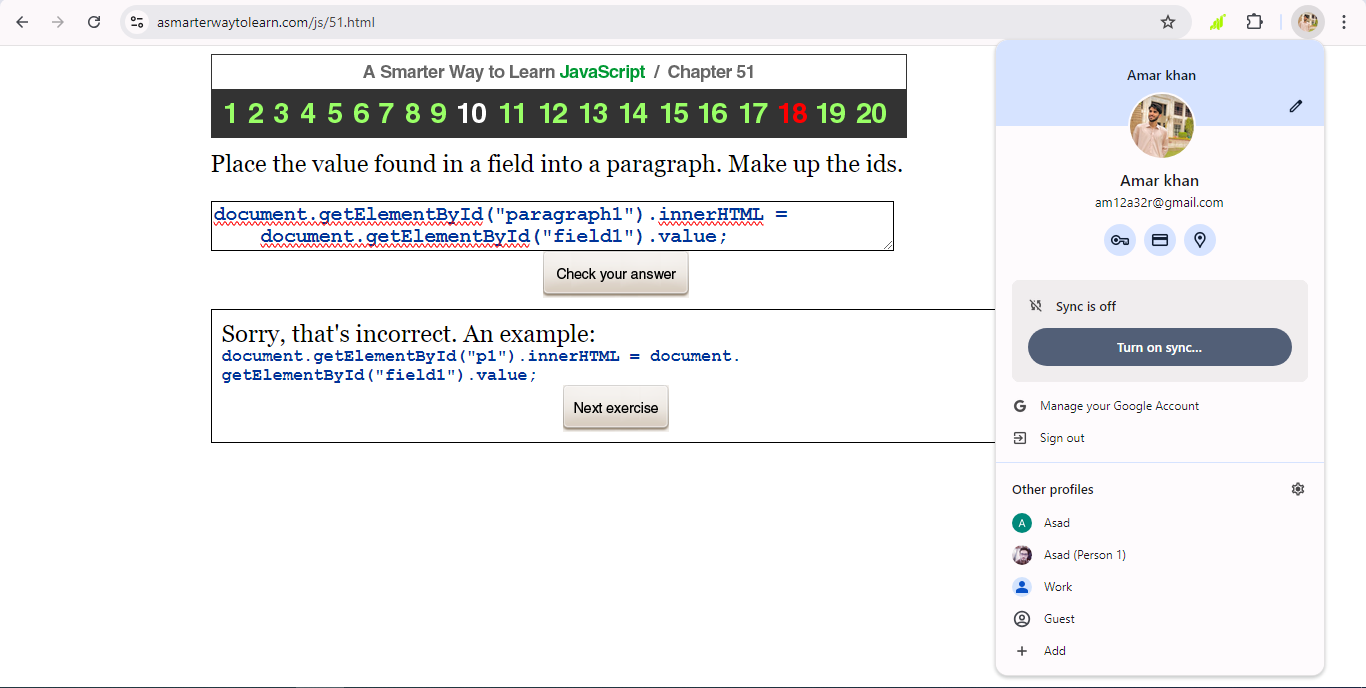 asmarterwaytolearn.com/js/51.html
A Smarter Way to Learn JavaScript / Chapter 51
1 2 3 4 5 6 7 8 9 10 11 12 13 14 15 16 17 18 19 20
Place the value found in a field into a paragraph. Make up the ids.
document.getElementById("paragraph1").innerHTML =
document.getElementById("field1").value;
Check your answer
Sorry, that's incorrect. An example:
document.getElementById("p1").innerHTML = document.
getElementById("field1").value;
Next exercise
Amar khan
Amar khan
am12a32r@gmail.com
Sync is off
Turn on sync...
Manage your Google Account
Sign out
Other profiles
A Asad
Asad (Person 1)
Work
Guest
Add